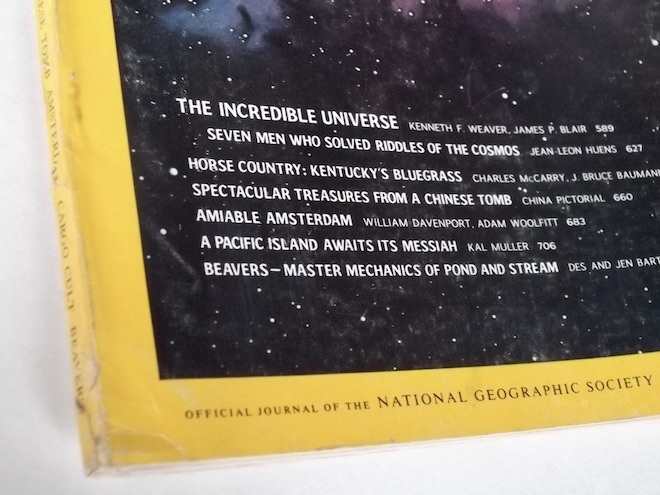 THE INCREDIBLE UNIVERSE KENNETH F. WEAVER, JAMES P. BLAIR 589
SEVEN MEN WHO SOLVED RIDDLES OF THE COSMOS JEAN-LEON HUENS 627
HORSE COUNTRY: KENTUCKY'S BLUEGRASS CHARLES McCARRY, J. BRUCE BAUMANN
SPECTACULAR TREASURES FROM A CHINESE TOMB CHINA PICTORIAL 660
AMIABLE AMSTERDAM WILLIAM DAVENPORT, ADAM WOOLFITT 683
A PACIFIC ISLAND AWAITS ITS MESSIAH KAL MULLER 706
BEAVERS—MASTER MECHANICS OF POND AND STREAM DES AND JEN BART
OFFICIAL JOURNAL OF THE NATIONAL GEOGRAPHIC SOCIETY
TOMB AMSTERDAM CARGO CULT BEAVERS